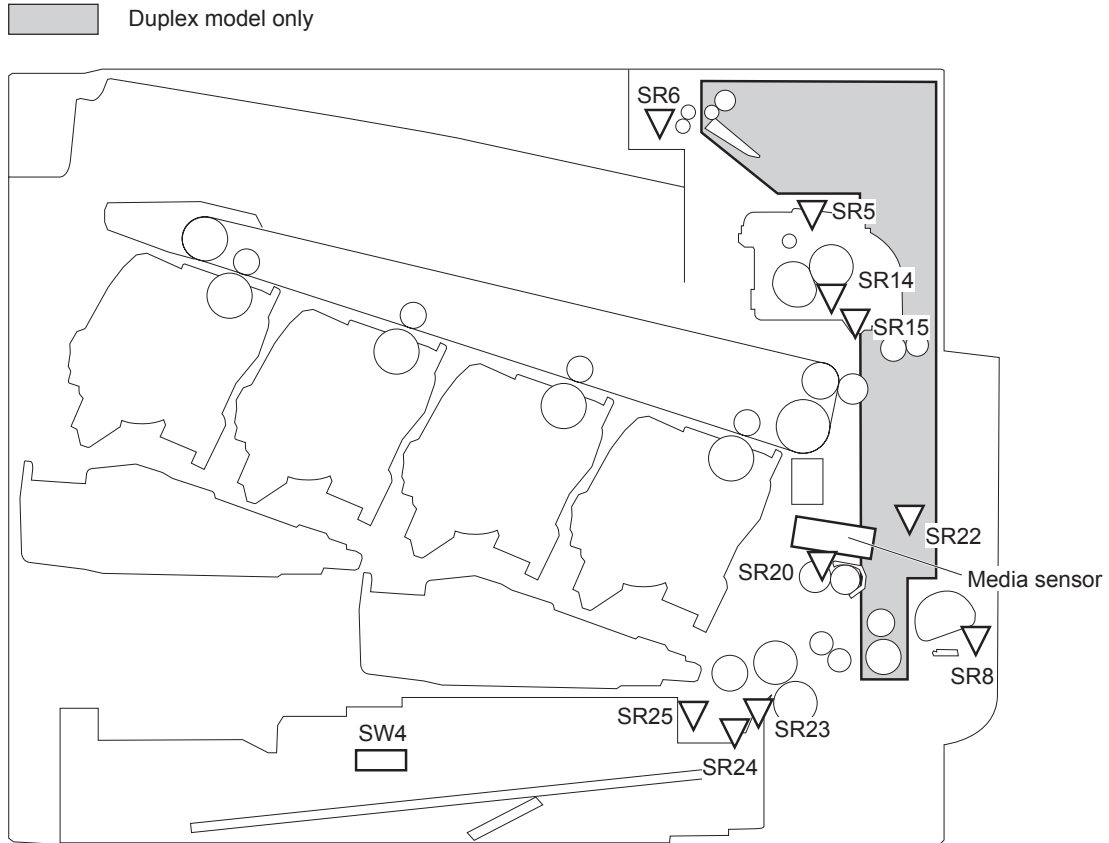 Duplex model only
SR6
SR5
SR14
SR15
SR22
SR20
Media sensor
SR8
SR25
SR23
SW4
SR24